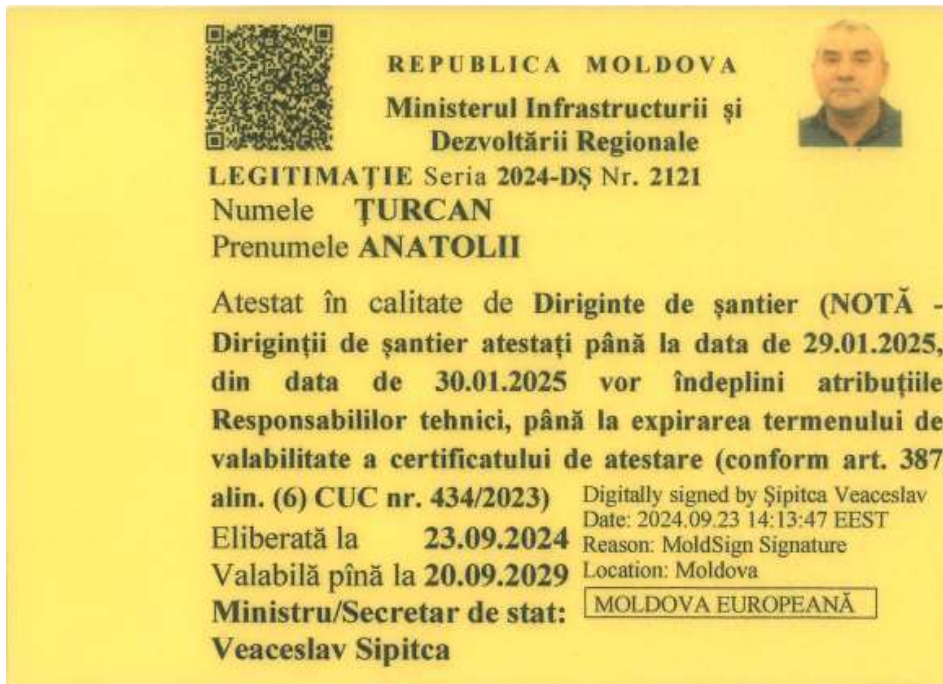 REPUBLICA MOLDOVA
Ministerul Infrastructurii și
Dezvoltării Regionale
LEGITIMAȚIE Seria 2024-DȘ Nr. 2121
Numele ȚURCAN
Prenumele ANATOLII
Atestat în calitate de Diriginte de șantier (NOTĂ -
Diriginții de șantier atestați până la data de 29.01.2025,
din data de 30.01.2025 vor îndeplini atribuțiile
Responsabililor tehnici, până la expirarea termenului de
valabilitate a certificatului de atestare (conform art. 387
alin. (6) CUC nr. 434/2023)
Digitally signed by Șipitca Veaceslav
Date: 2024.09.23 14:13:47 EEST
Reason: MoldSign Signature
Location: Moldova
MOLDOVA EUROPEANĂ
Eliberată la 23.09.2024
Valabilă pînă la 20.09.2029
Ministru/Secretar de stat:
Veaceslav Sipitca